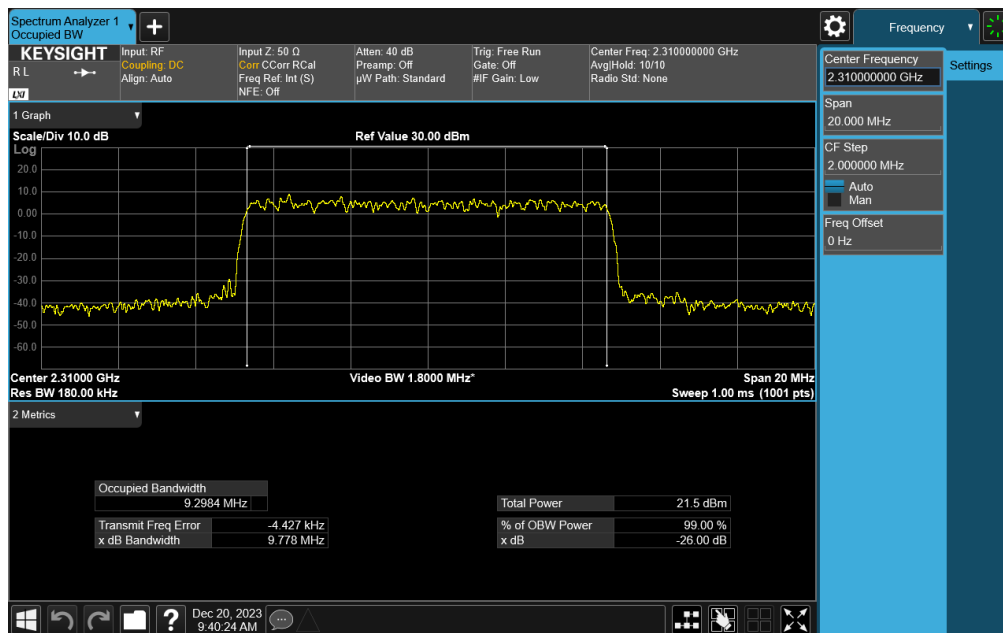 Spectrum Analyzer 1
Occupied BW
Frequency
KEYSIGHT
R L
LXI
Input: RF
Coupling: DC
Align: Auto
Input Z: 50 Ω
Corr CCorr RCal
Freq Ref: Int (S)
NFE: Off
Atten: 40 dB
Preamp: Off
µW Path: Standard
Trig: Free Run
Gate: Off
#IF Gain: Low
Center Freq: 2.310000000 GHz
Avg|Hold: 10/10
Radio Std: None
Center Frequency
2.310000000 GHz
Settings
Span
20.000 MHz
CF Step
2.000000 MHz
Auto
Man
Freq Offset
0 Hz
1 Graph
Scale/Div 10.0 dB
Ref Value 30.00 dBm
Log
20.0
10.0
0.00
-10.0
-20.0
-30.0
-40.0
-50.0
-60.0
Center 2.31000 GHz
Video BW 1.8000 MHz*
Span 20 MHz
Res BW 180.00 kHz
Sweep 1.00 ms (1001 pts)
2 Metrics
Occupied Bandwidth
9.2984 MHz
Total Power 21.5 dBm
Transmit Freq Error -4.427 kHz
% of OBW Power 99.00 %
x dB Bandwidth 9.778 MHz
x dB -26.00 dB
Dec 20, 2023
9:40:24 AM